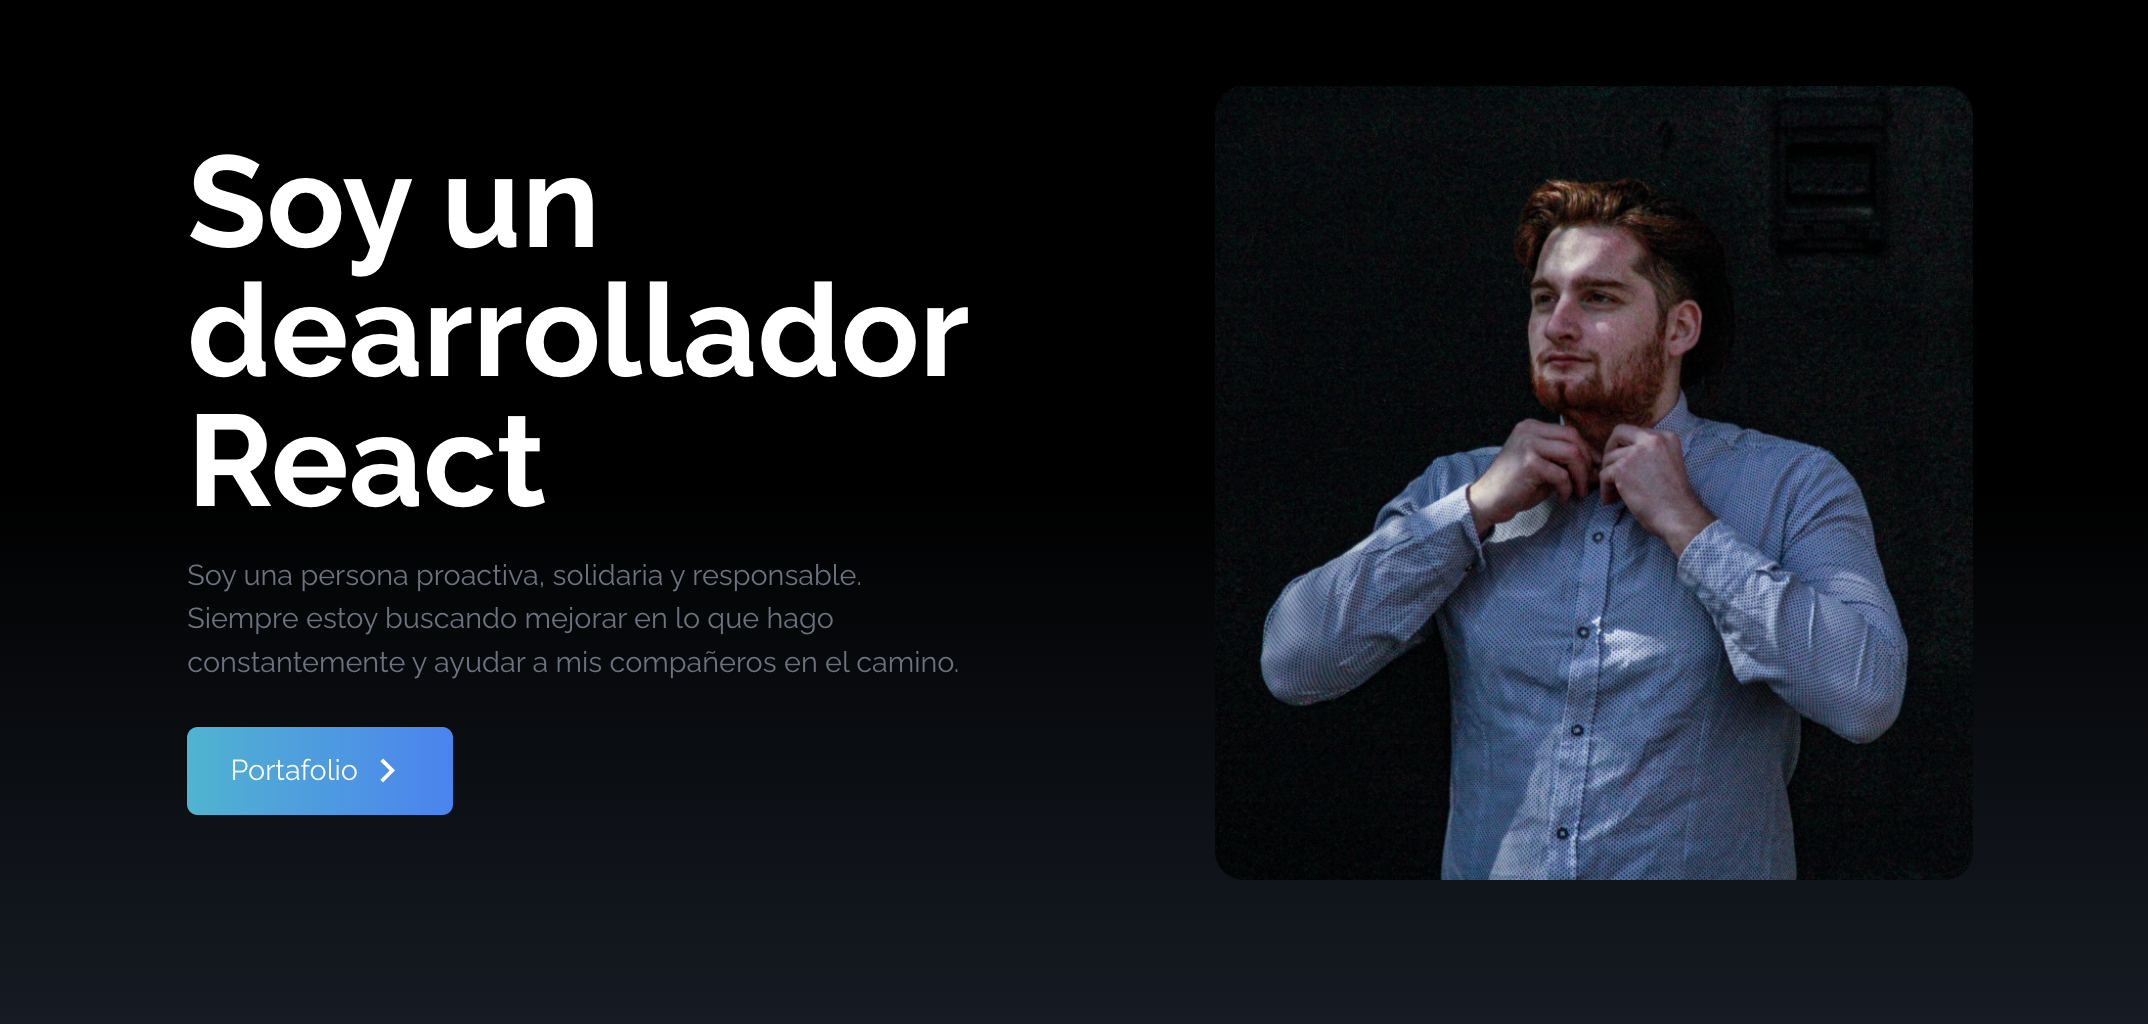 Soy un
dearrollador
React
Soy una persona proactiva, solidaria y responsable.
Siempre estoy buscando mejorar en lo que hago
constantemente y ayudar a mis compañeros en el camino.
Portafolio